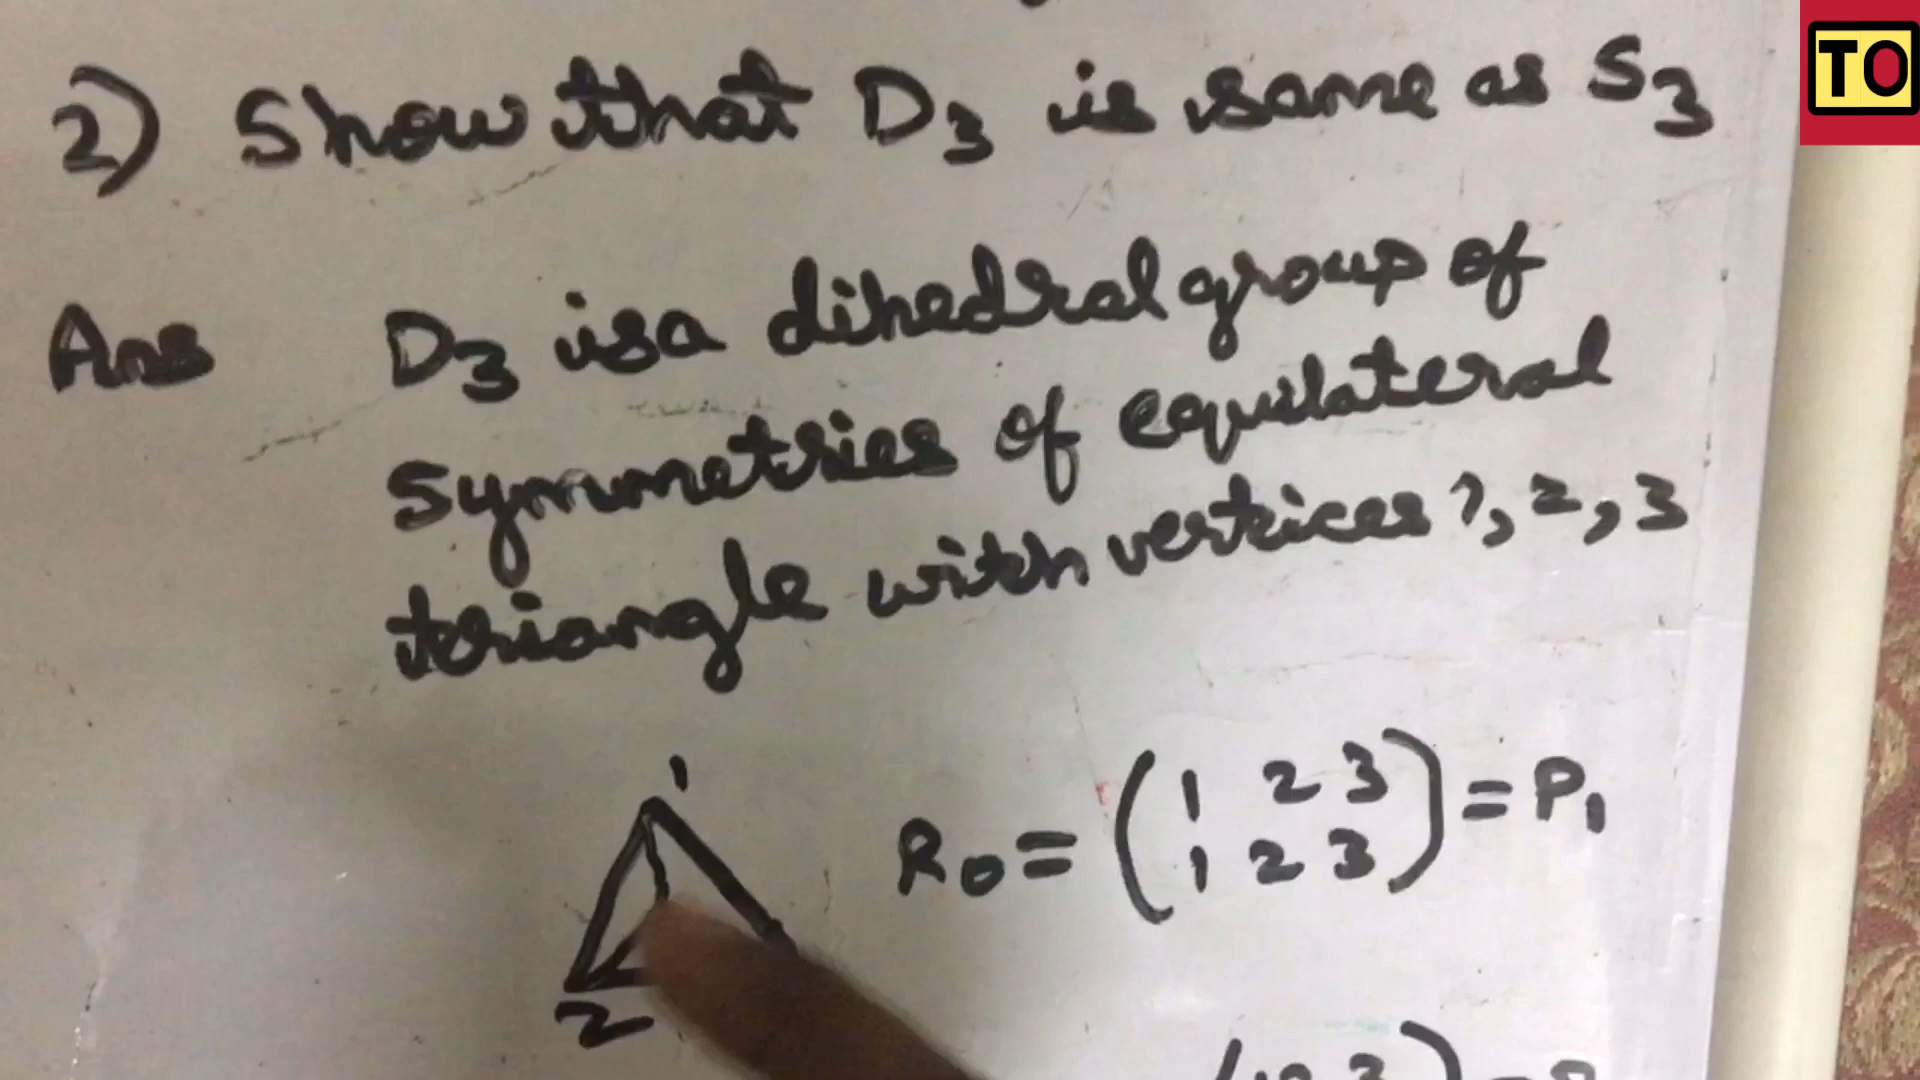 TO
2) Show that D3 is same as S3
Ans D3 is a dihedral group of
symmetries of equilateral
triangle with vertices 1, 2, 3
1
R0 = ( 1 2 3 ) = P1
1 2 3
2